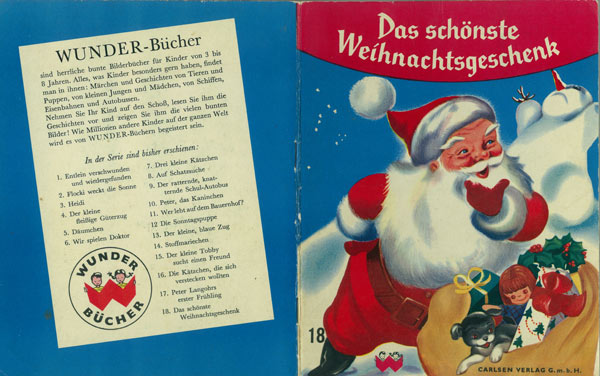 WUNDER-Bücher
sind herrliche bunte Bilderbücher für Kinder von 3 bis
8 Jahren. Alles, was Kinder besonders gern haben, findet
man in ihnen: Märchen und Geschichten von Tieren und
Puppen, von kleinen Jungen und Mädchen, von Schiffen,
Eisenbahnen und Autobussen.
Nehmen Sie Ihr Kind auf den Schoß, lesen Sie ihm die
Geschichten vor und zeigen Sie ihm die vielen bunten
Bilder! Wie Millionen andere Kinder auf der ganzen Welt
wird es von WUNDER-Büchern begeistert sein.
In der Serie sind bisher erschienen:
1. Entlein verschwunden
und wiedergefunden
2. Flocki weckt die Sonne
3. Heidi
4. Der kleine
fleißige Güterzug
5. Däumchen
6. Wir spielen Doktor
7. Drei kleine Kätzchen
8. Auf Schatzsuche
9. Der ratternde, knat-
ternde Schul-Autobus
10. Peter, das Kaninchen
11. Wer lebt auf dem Bauernhof?
12 Die Sonntagspuppe
13. Der kleine, blaue Zug
14. Stoffmariechen
15. Der kleine Tobby
sucht einen Freund
16. Die Kätzchen, die sich
verstecken wollten
17. Peter Langohrs
erster Frühling
18. Das schönste
Weihnachtsgeschenk
WUNDER
W
BÜCHER
Das schönste
Weihnachtsgeschenk
18
CARLSEN VERLAG G.m.b.H.